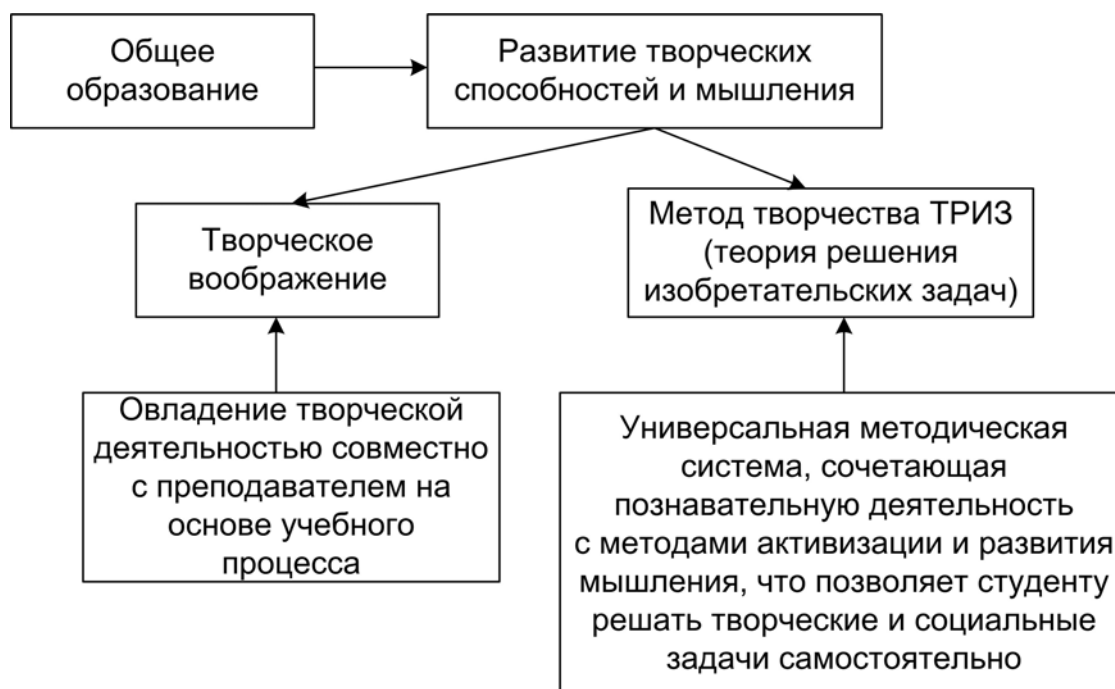 Общее
образование
Развитие творческих
способностей и мышления
Творческое
воображение
Метод творчества ТРИЗ
(теория решения
изобретательских задач)
Овладение творческой
деятельностью совместно
с преподавателем на
основе учебного
процесса
Универсальная методическая
система, сочетающая
познавательную деятельность
с методами активизации и развития
мышления, что позволяет студенту
решать творческие и социальные
задачи самостоятельно